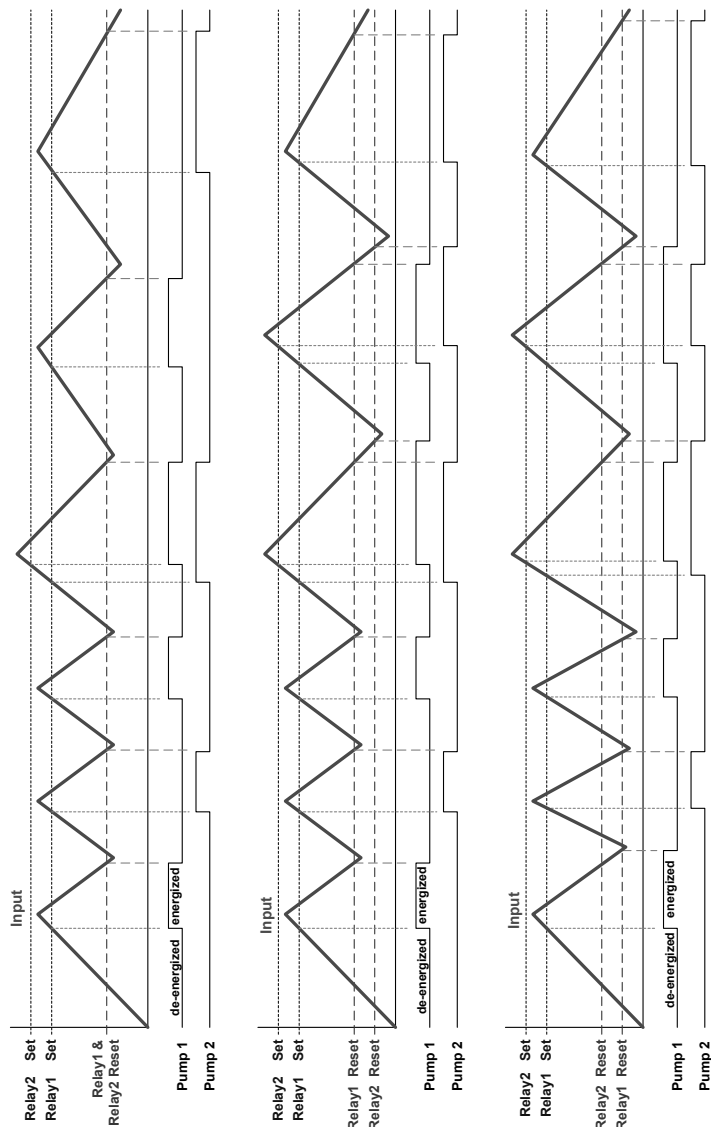 Input
Relay2 Set
Relay1 Set
Relay1 &
Relay2 Reset
de-energized
energized
Pump 1
Pump 2
Input
Relay2 Set
Relay1 Set
Relay1 Reset
Relay2 Reset
de-energized
energized
Pump 1
Pump 2
Input
Relay2 Set
Relay1 Set
Relay2 Reset
Relay1 Reset
de-energized
energized
Pump 1
Pump 2